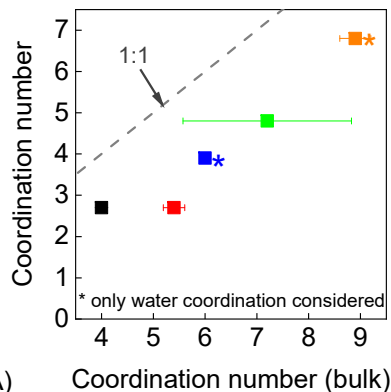 7
1:1
*
6
5
4
*
3
2
1
* only water coordination considered
0
4 5 6 7 8 9
Coordination number
Coordination number (bulk)
A)